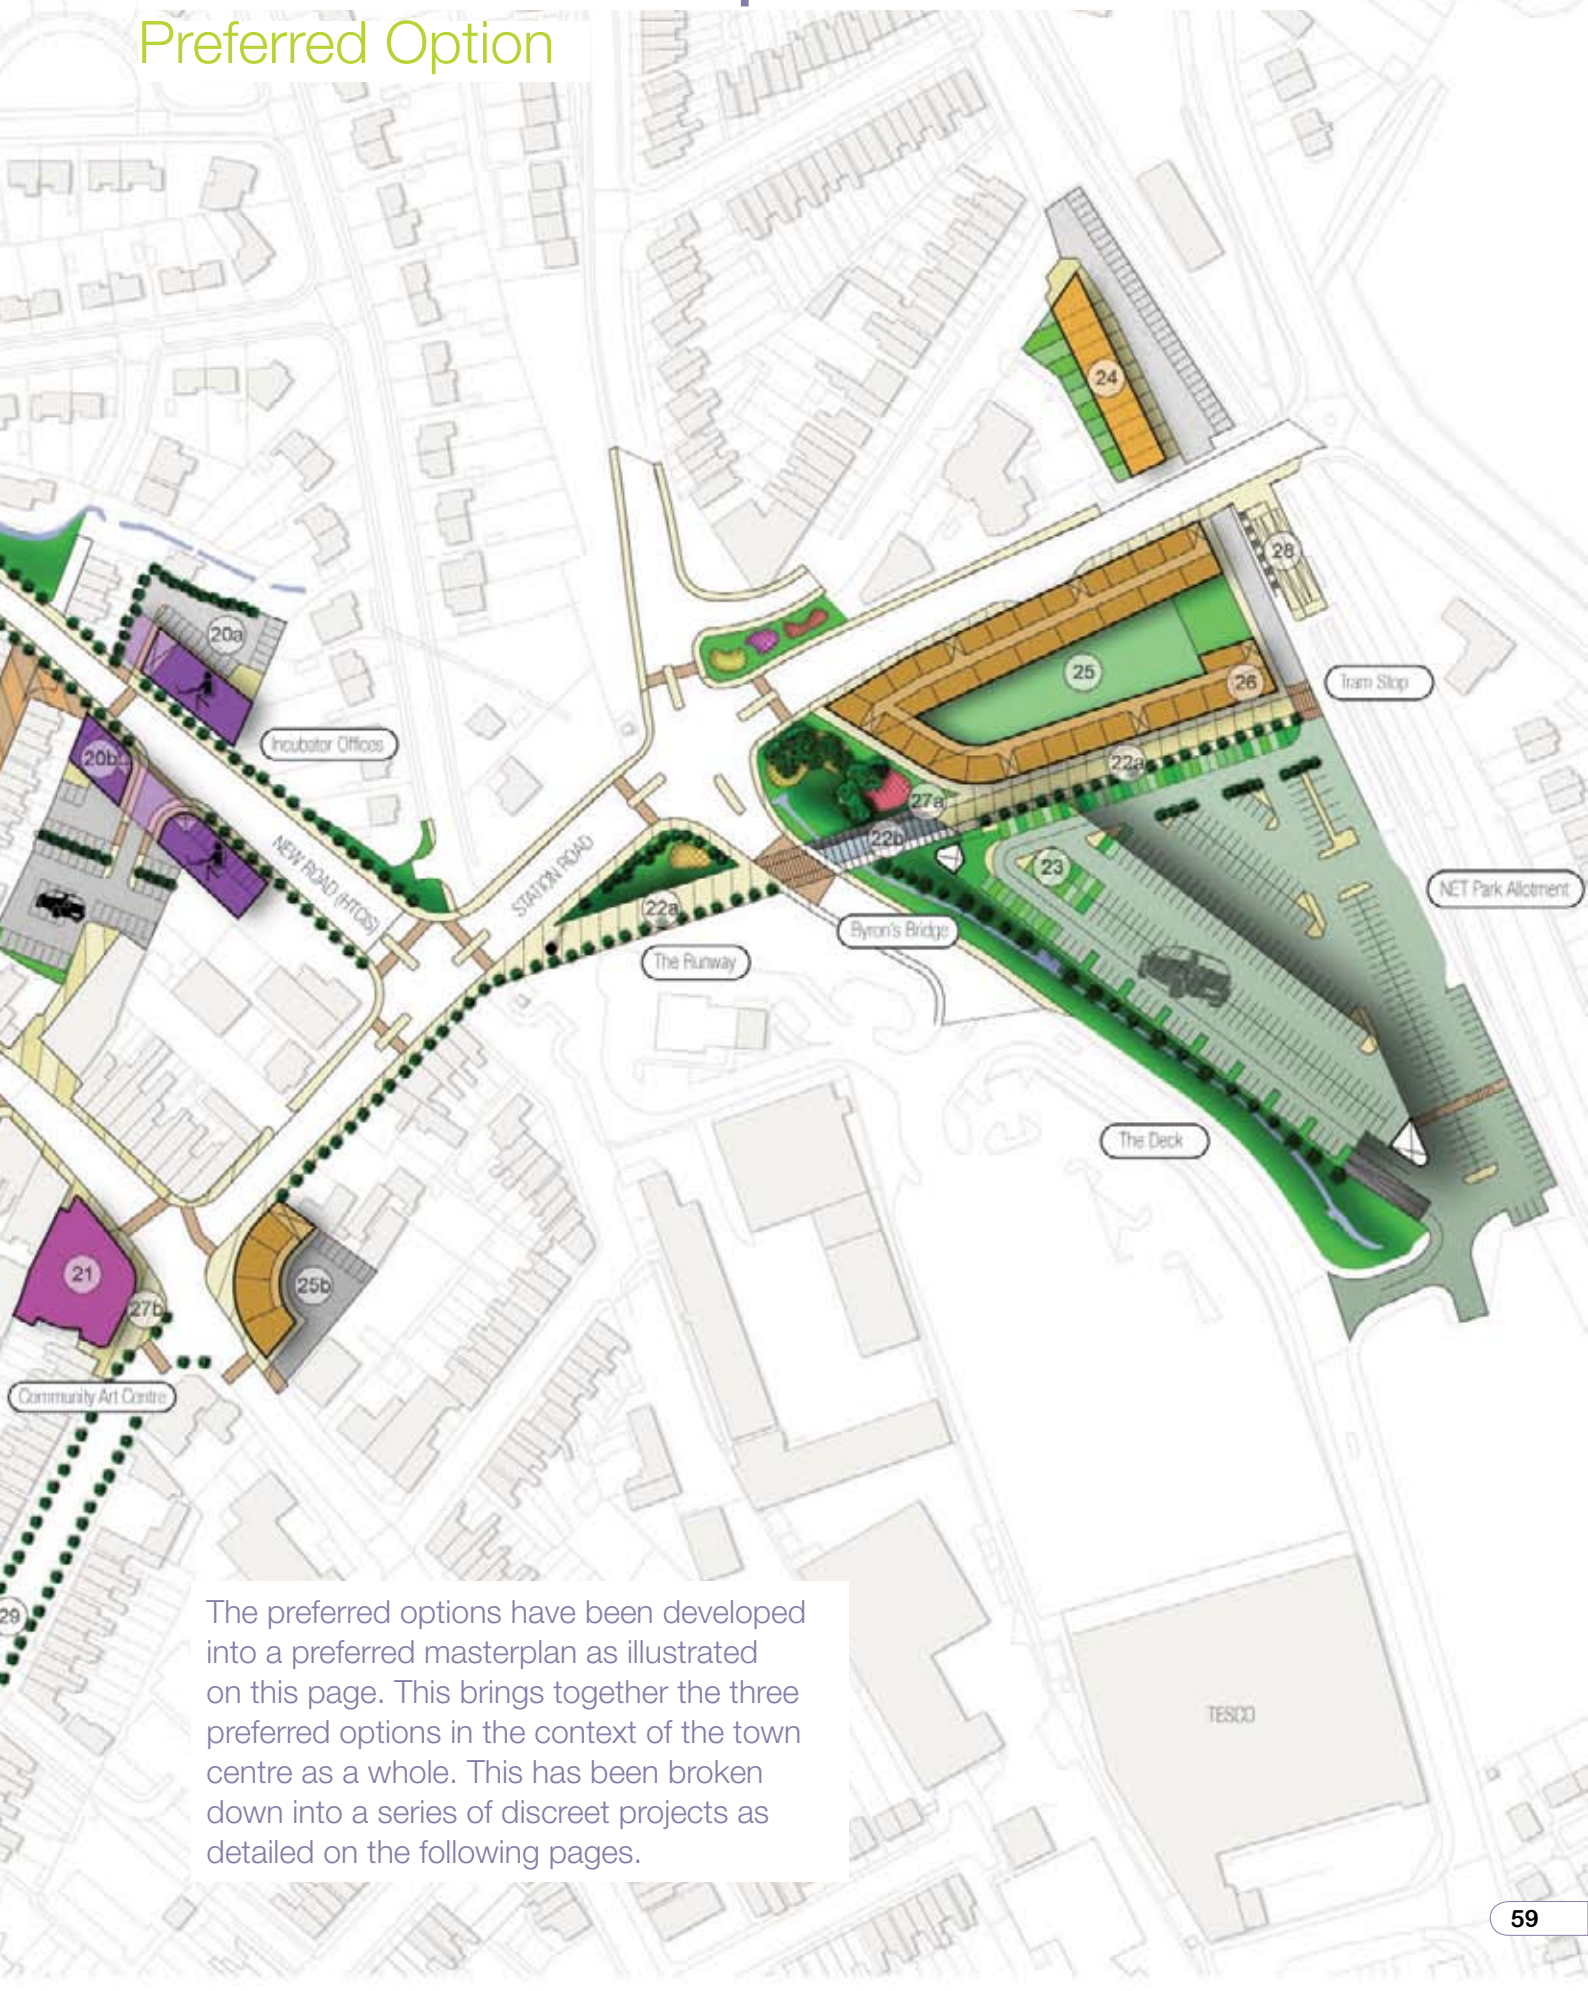 Preferred Option
24
28
20a
25
26
Tram Stop
Incubator Offices
20b
22a
27a
22b
NEW ROAD (HTCIS)
STATION ROAD
23
NET Park Allotment
22a
Byron's Bridge
The Runway
The Deck
21
25b
27b
Community Art Centre
29
The preferred options have been developed
into a preferred masterplan as illustrated
on this page. This brings together the three
preferred options in the context of the town
centre as a whole. This has been broken
down into a series of discreet projects as
detailed on the following pages.
TESCO
59